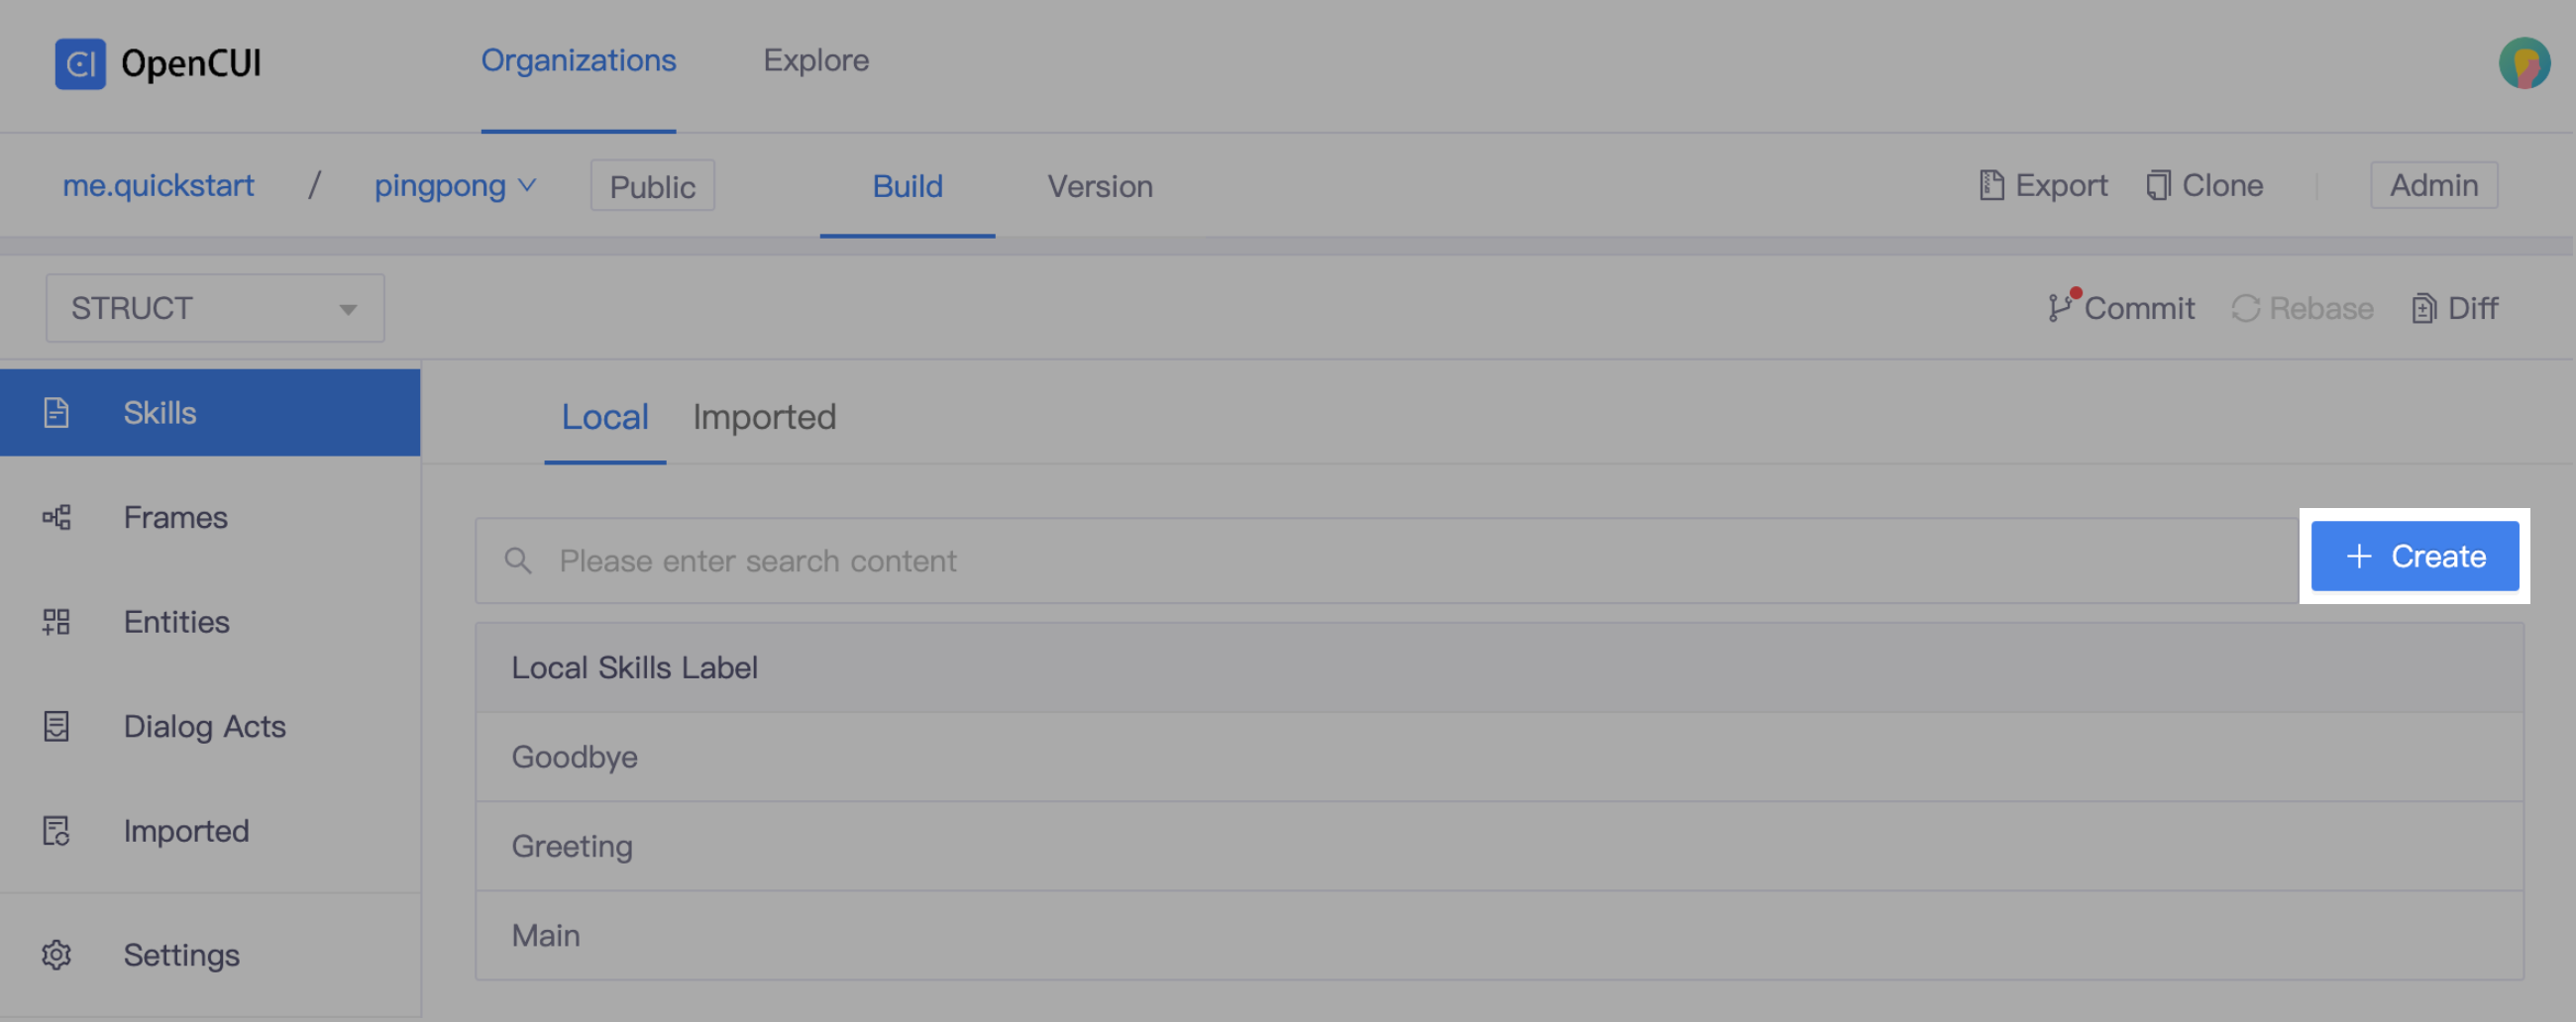 CI OpenCUI Organizations Explore
me.quickstart / pingpong Public Build Version Export Clone Admin
STRUCT Commit Rebase Diff
Skills
Local Imported
Frames
Please enter search content + Create
Entities
Local Skills Label
Dialog Acts
Goodbye
Imported
Greeting
Main
Settings